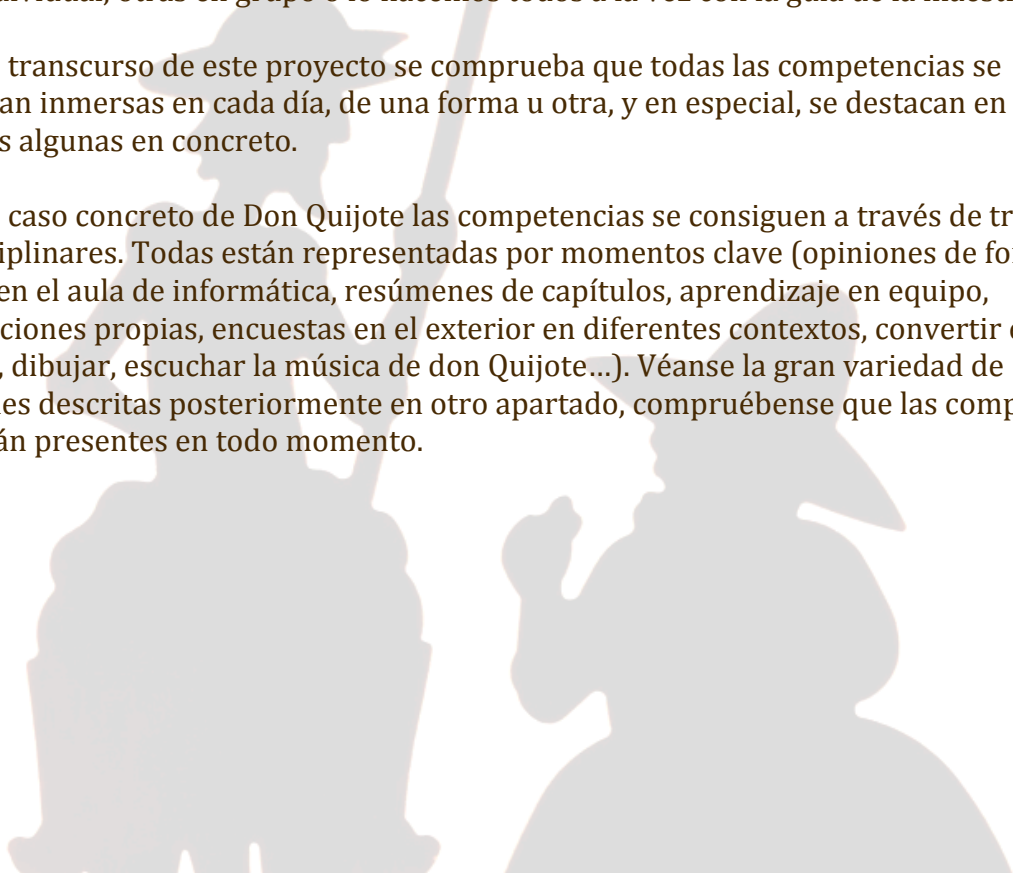 otras en grupo o lo hacemos todos a la vez con la guía de la
transcurso de este proyecto se comprueba que todas las competencias se
an inmersas en cada día, de una forma u otra, y en especial, se destacan en
s algunas en concreto.
caso concreto de Don Quijote las competencias se consiguen a través de tr
iplinares. Todas están representadas por momentos clave (opiniones de fo
en el aula de informática, resúmenes de capítulos, aprendizaje en equipo,
ciones propias, encuestas en el exterior en diferentes contextos, convertir
, dibujar, escuchar la música de don Quijote…). Véanse la gran variedad de
es descritas posteriormente en otro apartado, compruébense que las comp
án presentes en todo momento.